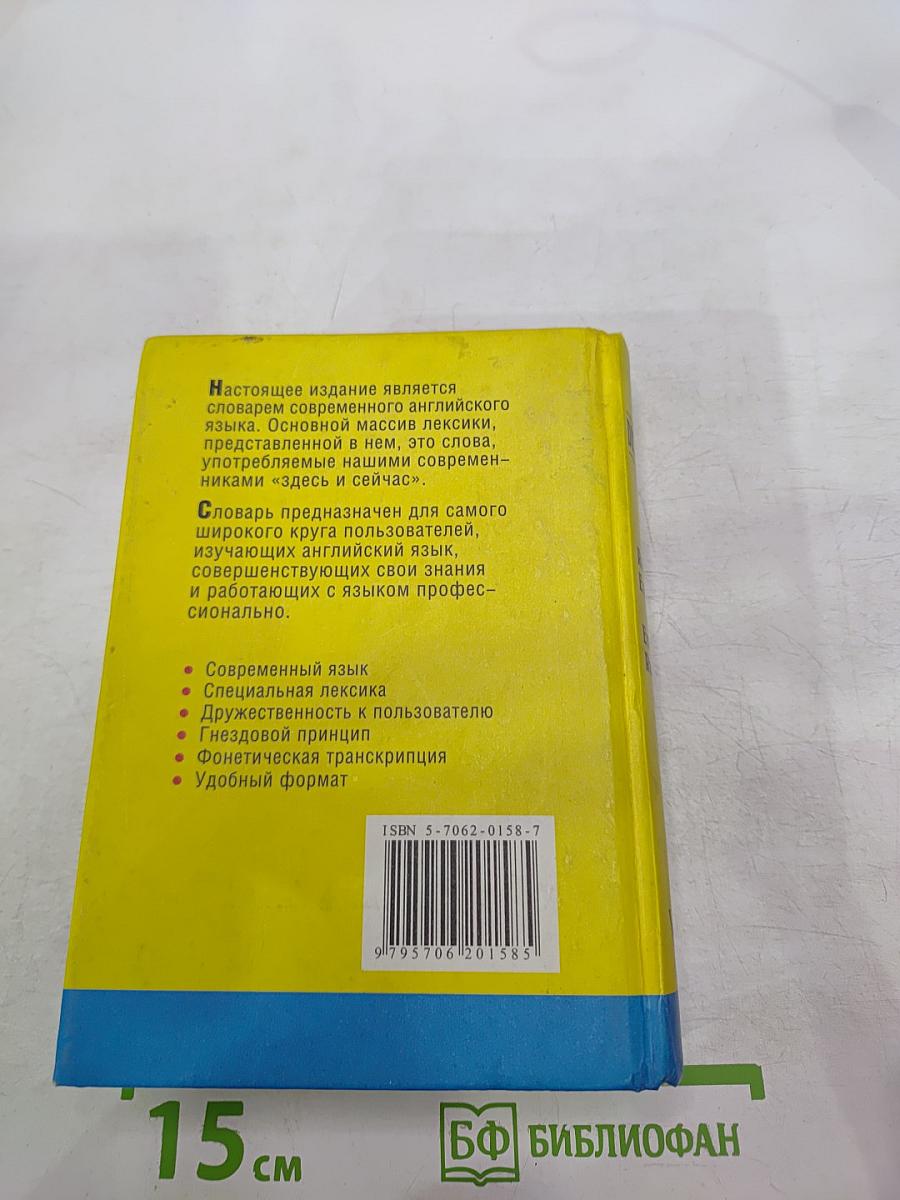 Настоящее издание является
словарем современного английского
языка. Основной массив лексики,
представленной в нем, это слова,
употребляемые нашими современ-
никами «здесь и сейчас».
Словарь предназначен для самого
широкого круга пользователей,
изучающих английский язык,
совершенствующих свои знания
и работающих с языком профес-
сионально.
• Современный язык
• Специальная лексика
• Дружественность к пользователю
• Гнездовой принцип
• Фонетическая транскрипция
• Удобный формат
ISBN 5-7062-0158-7
9 795706 201585
15 см
БФ БИБЛИОФАН